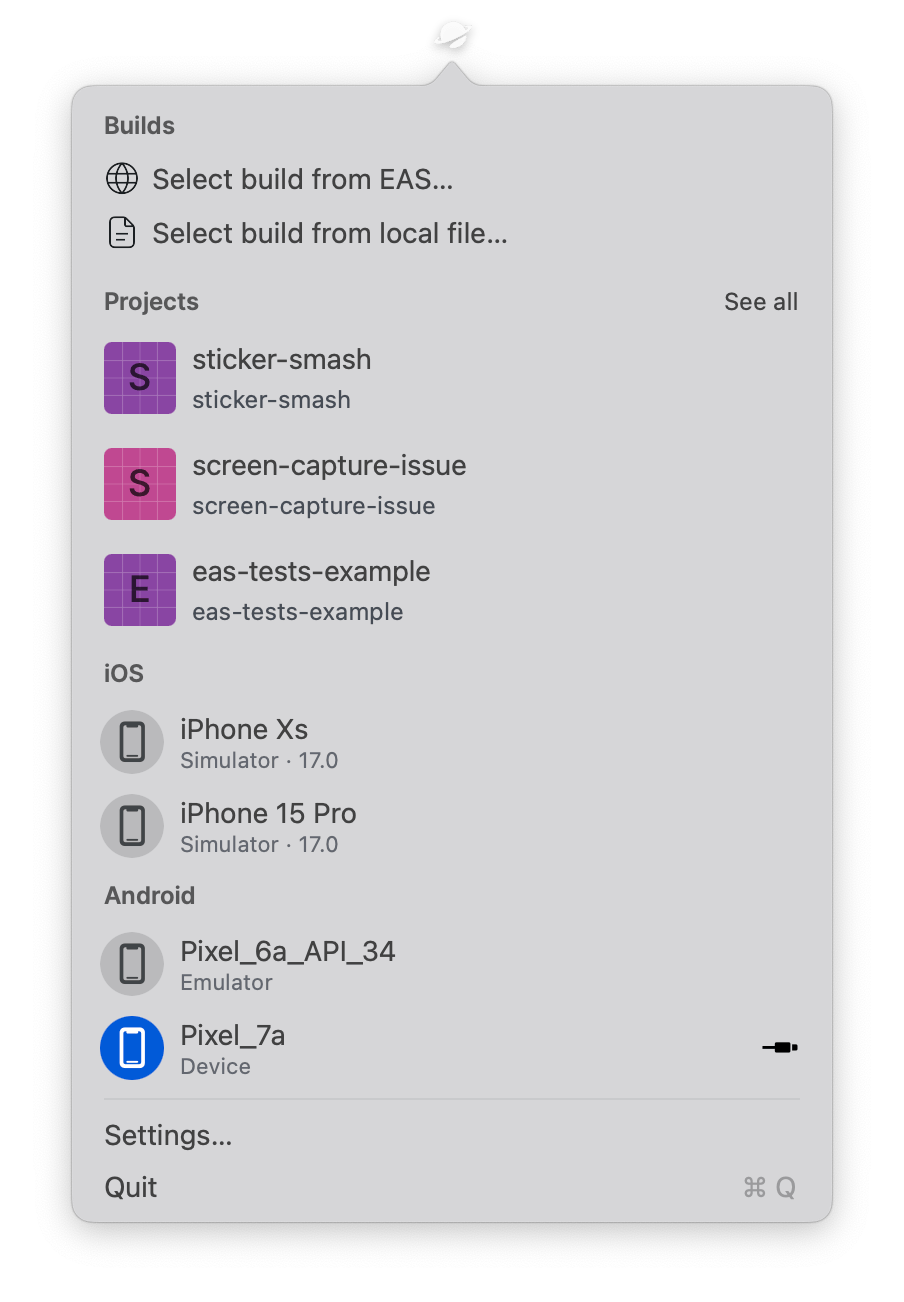 Builds
Select build from EAS...
Select build from local file...
Projects See all
S
sticker-smash
sticker-smash
S
screen-capture-issue
screen-capture-issue
E
eas-tests-example
eas-tests-example
iOS
iPhone Xs
Simulator · 17.0
iPhone 15 Pro
Simulator · 17.0
Android
Pixel_6a_API_34
Emulator
Pixel_7a
Device
Settings...
Quit ⌘ Q